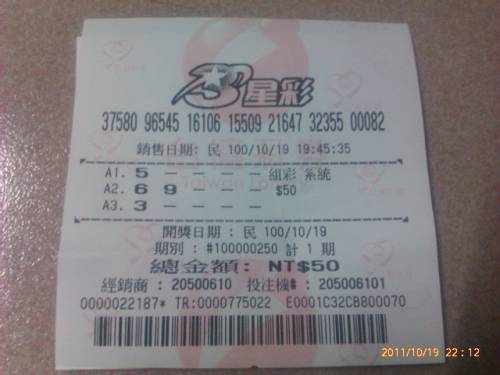 3星彩
37580 96545 16106 15509 21647 32355 00082
銷售日期: 民 100/10/19 19:45:35
A1. 5 - - - - 組彩 系統
A2. 6 9 - - - $50
A3. 3 - - - -
開獎日期 : 民 100/10/19
期別 : #100000250 計 1 期
總金額: NT$50
經銷商 : 20500610 投注機# : 205006101
0000022187* TR:0000775022 E0001C32CB800070
2011/10/19 22:12